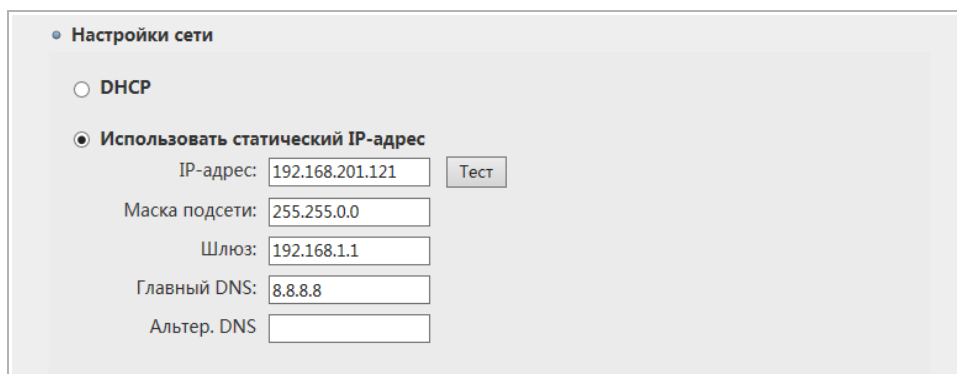 Настройки сети
DHCP
Использовать статический IP-адрес
IP-адрес: 192.168.201.121 Тест
Маска подсети: 255.255.0.0
Шлюз: 192.168.1.1
Главный DNS: 8.8.8.8
Альтер. DNS